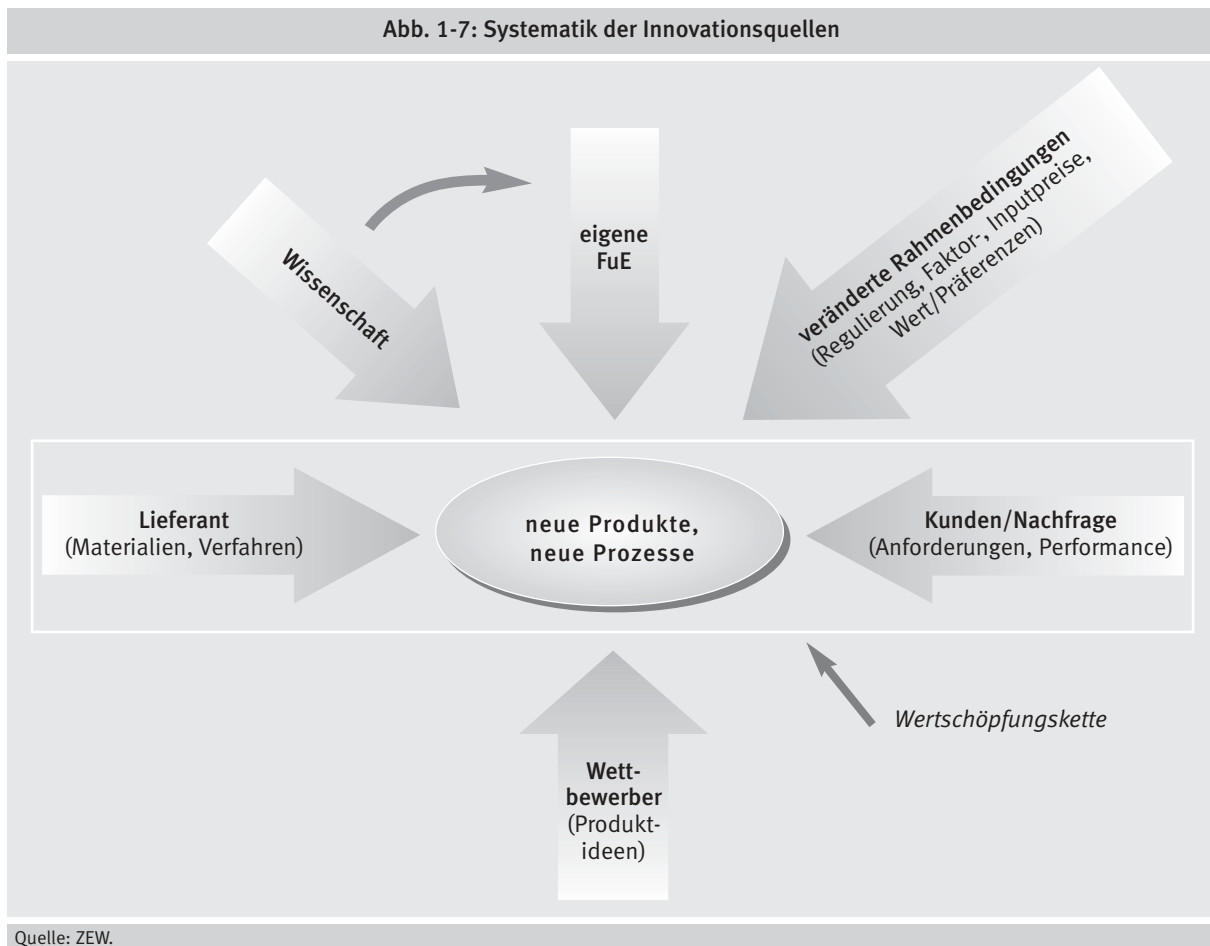 Abb. 1-7: Systematik der Innovationsquellen
Wissenschaft
eigene
FuE
veränderte Rahmenbedingungen
(Regulierung, Faktor-, Inputpreise,
Wert/Präferenzen)
Lieferant
(Materialien, Verfahren)
neue Produkte,
neue Prozesse
Kunden/Nachfrage
(Anforderungen, Performance)
Wertschöpfungskette
Wett-
bewerber
(Produkt-
ideen)
Quelle: ZEW.